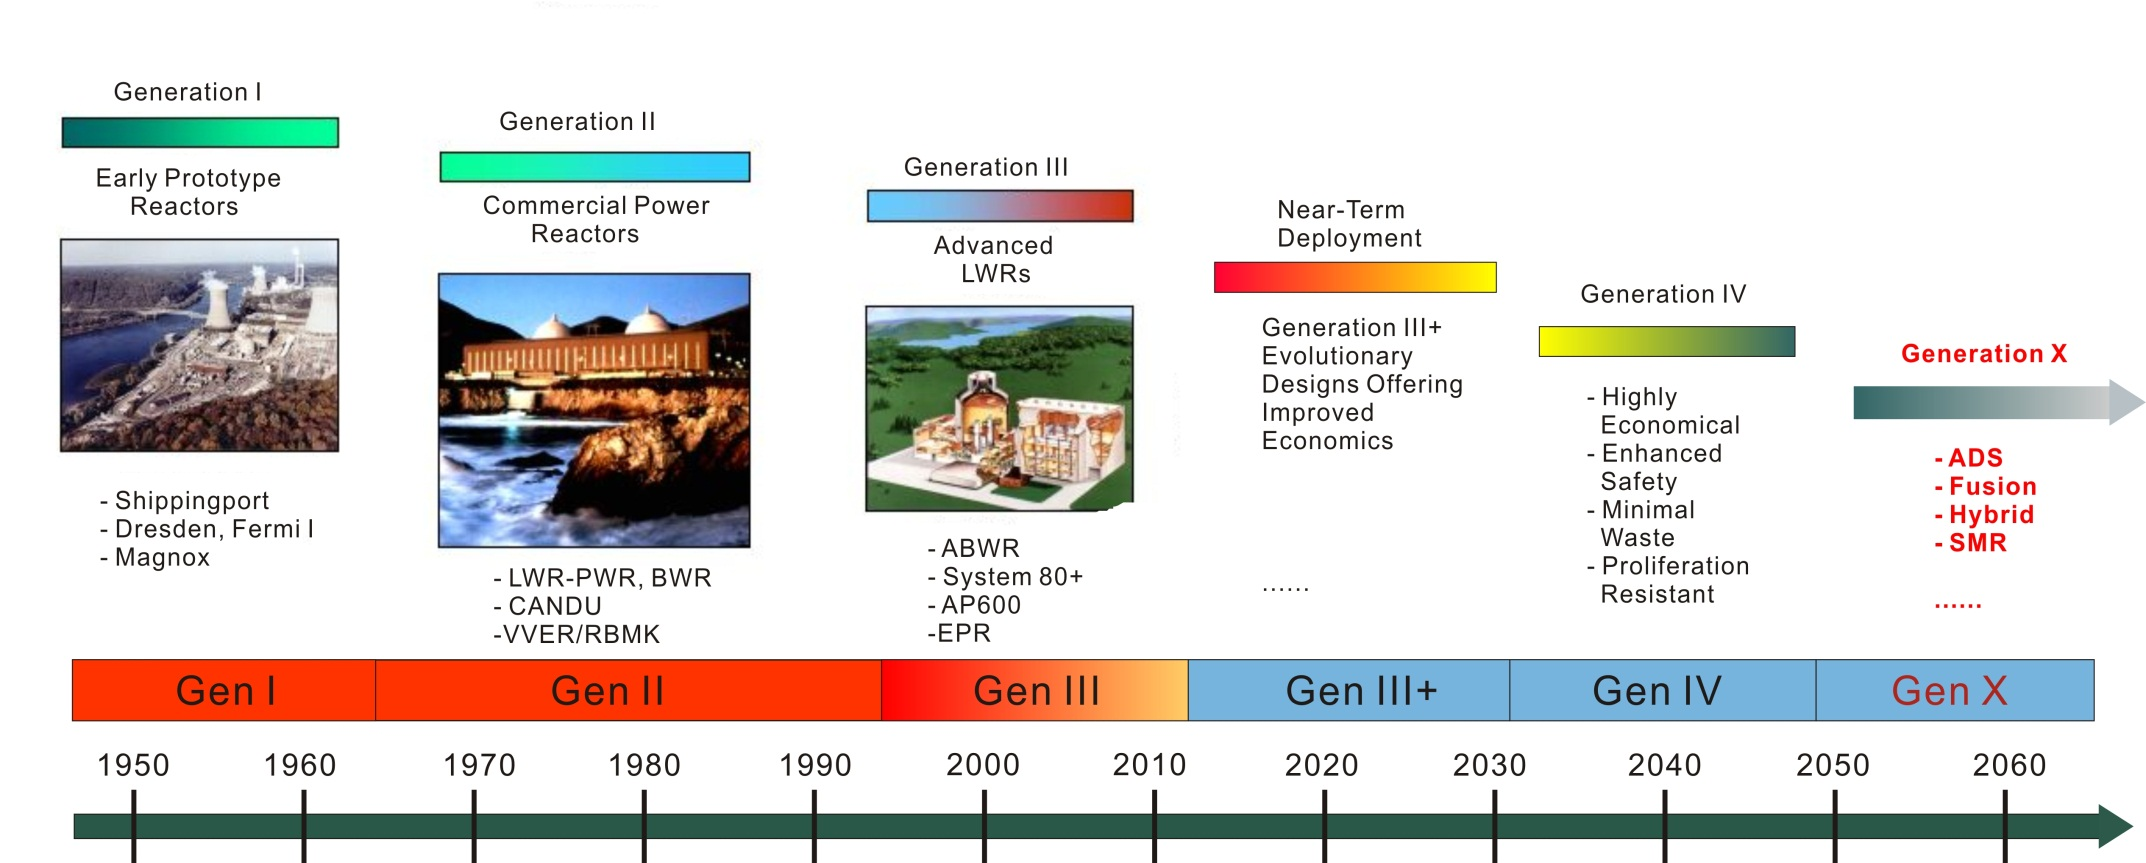 Generation I
Early Prototype
Reactors
- Shippingport
- Dresden, Fermi I
- Magnox
Generation II
Commercial Power
Reactors
- LWR-PWR, BWR
- CANDU
-VVER/RBMK
Generation III
Advanced
LWRs
- ABWR
- System 80+
- AP600
-EPR
Near-Term
Deployment
Generation III+
Evolutionary
Designs Offering
Improved
Economics
......
Generation IV
- Highly
Economical
- Enhanced
Safety
- Minimal
Waste
- Proliferation
Resistant
Generation X
- ADS
- Fusion
- Hybrid
- SMR
......
Gen I Gen II Gen III Gen III+ Gen IV Gen X
1950 1960 1970 1980 1990 2000 2010 2020 2030 2040 2050 2060